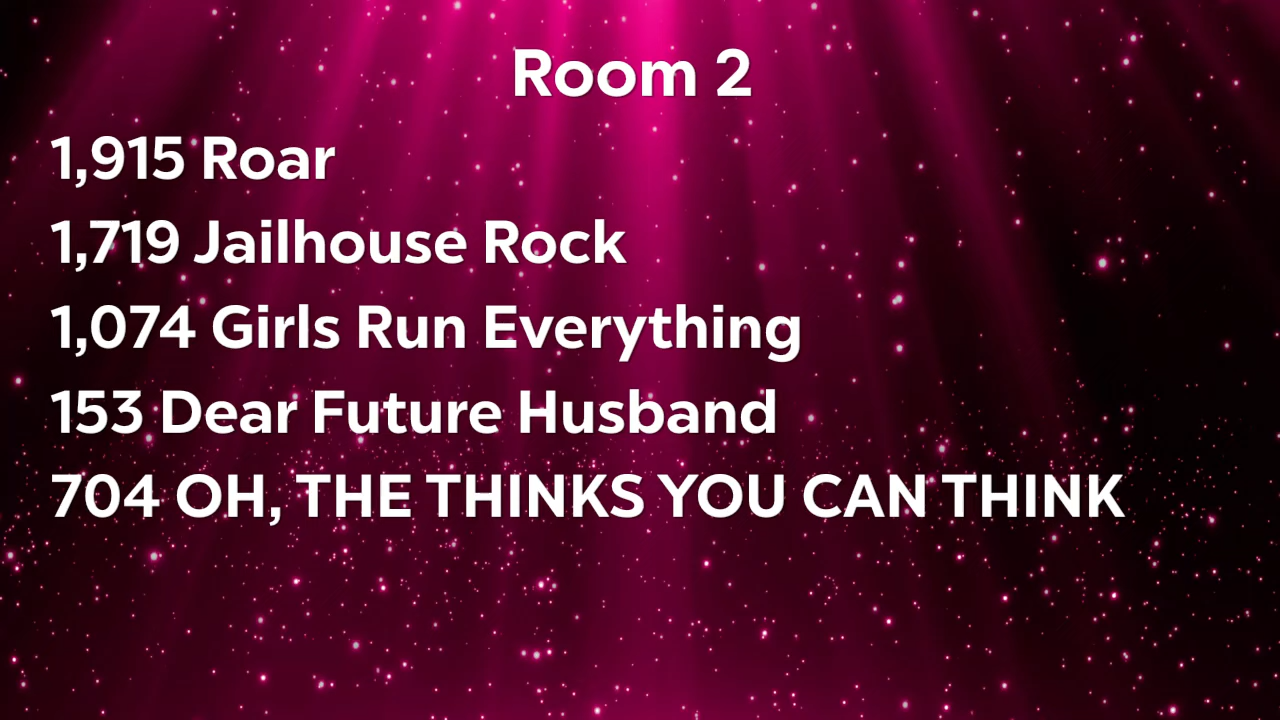 Room 2
1,915 Roar
1,719 Jailhouse Rock
1,074 Girls Run Everything
153 Dear Future Husband
704 OH, THE THINKS YOU CAN THINK